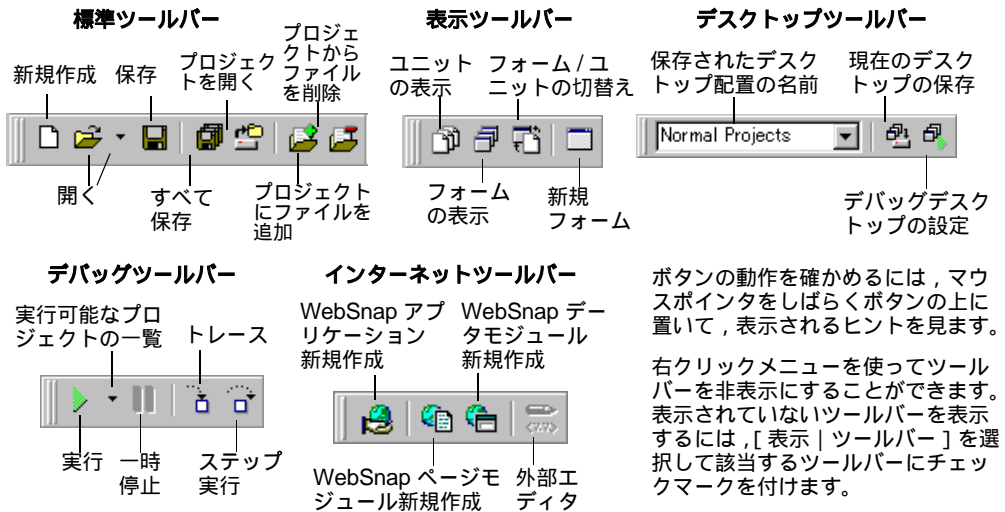 標準ツールバー
新規作成
保存
プロジェク
トを開く
プロジェ
クトから
ファイル
を削除
開く
すべて
保存
プロジェクト
にファイルを
追加
表示ツールバー
ユニット
の表示
フォーム / ユ
ニットの切替え
フォーム
の表示
新規
フォーム
デスクトップツールバー
保存されたデスク
トップ配置の名前
現在のデスク
トップの保存
Normal Projects
デバッグデスク
トップの設定
デバッグツールバー
実行可能なプロ
ジェクトの一覧
トレース
実行
一時
停止
ステップ
実行
インターネットツールバー
WebSnap アプ
リケーション
新規作成
WebSnap デー
タモジュール
新規作成
WebSnap ページモ
ジュール新規作成
外部エ
ディタ
ボタンの動作を確かめるには，マウ
スポインタをしばらくボタンの上に
置いて，表示されるヒントを見ます。
右クリックメニューを使ってツール
バーを非表示にすることができます。
表示されていないツールバーを表示
するには，[ 表示 | ツールバー ] を選
択して該当するツールバーにチェッ
クマークを付けます。